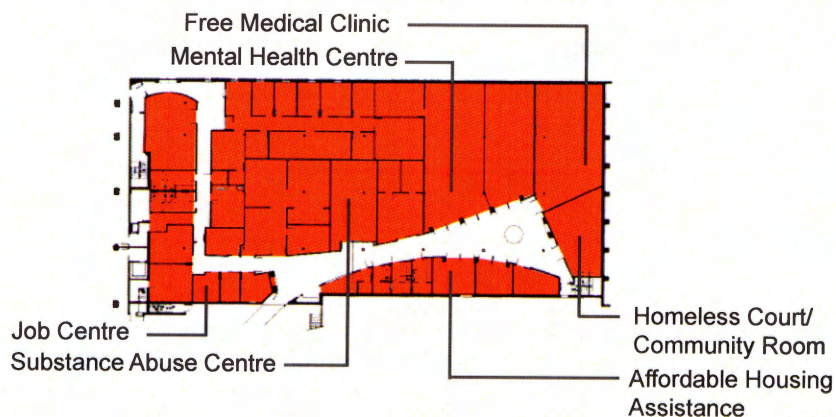 Free Medical Clinic
Mental Health Centre
Job Centre
Substance Abuse Centre
Homeless Court/
Community Room
Affordable Housing
Assistance